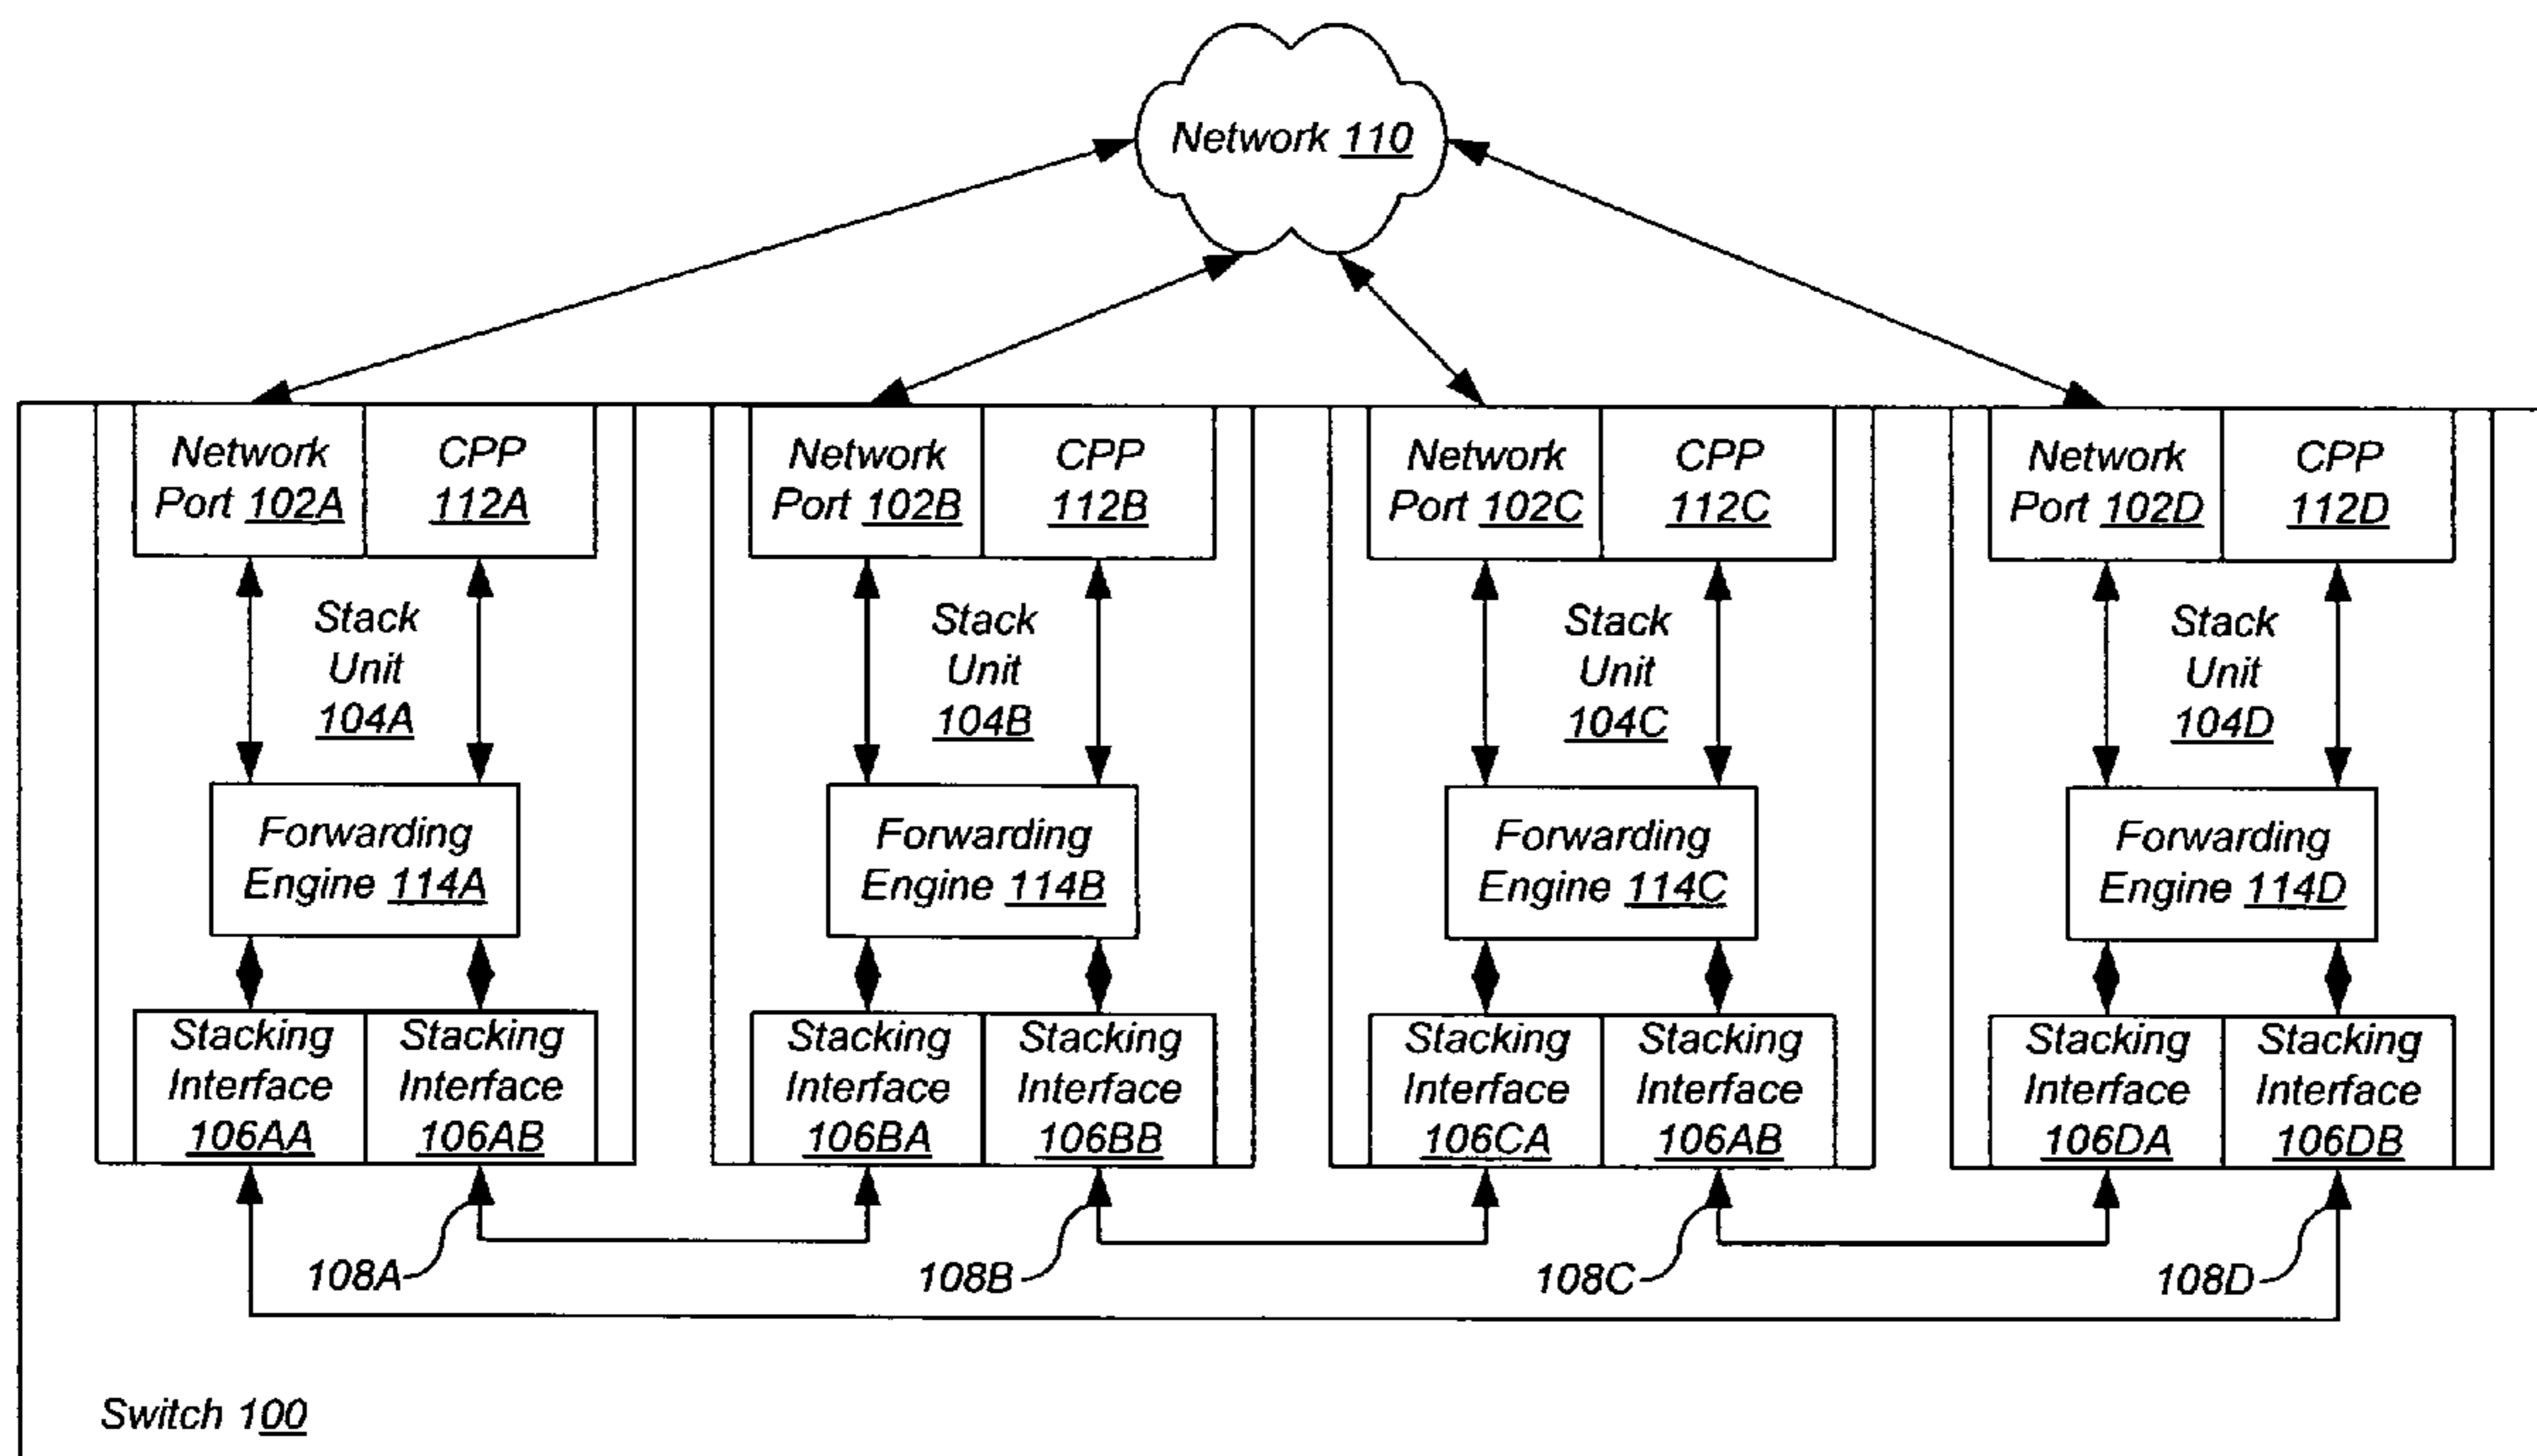 Network 110
Network
Port 102A
CPP
112A
Network
Port 102B
CPP
112B
Network
Port 102C
CPP
112C
Network
Port 102D
CPP
112D
Stack
Unit
104A
Stack
Unit
104B
Stack
Unit
104C
Stack
Unit
104D
Forwarding
Engine 114A
Forwarding
Engine 114B
Forwarding
Engine 114C
Forwarding
Engine 114D
Stacking
Interface
106AA
Stacking
Interface
106AB
Stacking
Interface
106BA
Stacking
Interface
106BB
Stacking
Interface
106CA
Stacking
Interface
106AB
Stacking
Interface
106DA
Stacking
Interface
106DB
108A
108B
108C
108D
Switch 100